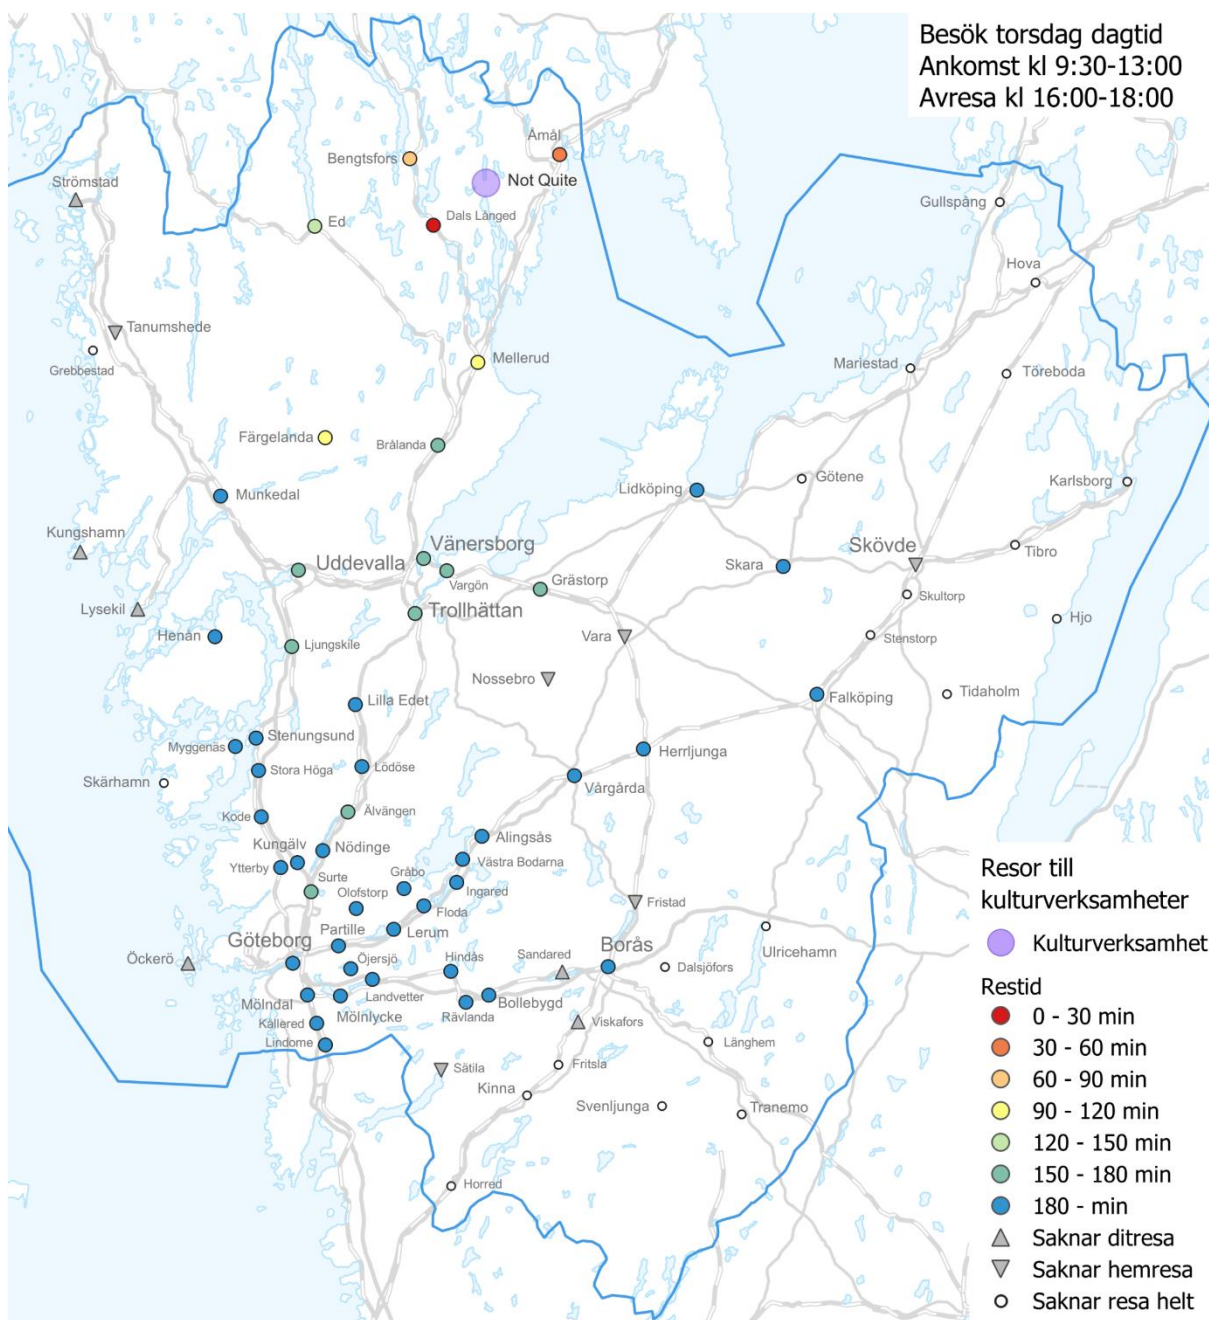 Besök torsdag dagtid
Ankomst kl 9:30-13:00
Avresa kl 16:00-18:00
Åmål
Bengtsfors
Not Quite
Strömstad
Gullspång
Ed
Dals Långed
Hova
Tanumshede
Grebbestad
Mellerud
Mariestad
Töreboda
Färgelanda
Brålanda
Munkedal
Lidköping
Götene
Karlsborg
Kungshamn
Uddevalla
Vänersborg
Vargön
Grästorp
Skara
Skövde
Tibro
Skultorp
Lysekil
Trollhättan
Henån
Ljungskile
Vara
Stenstorp
Hjo
Nossebro
Lilla Edet
Falköping
Tidaholm
Myggenäs
Stenungsund
Stora Höga
Lödöse
Herrljunga
Vårgårda
Skärhamn
Kode
Älvängen
Alingsås
Kungälv
Nödinge
Västra Bodarna
Ytterby
Surte
Gråbo
Ingared
Olofstorp
Floda
Fristad
Partille
Lerum
Göteborg
Öckerö
Öjersjö
Hindås
Sandared
Borås
Dalsjöfors
Ulricehamn
Mölndal
Mölnlycke
Landvetter
Rävlanda
Bollebygd
Kållered
Lindome
Viskafors
Länghem
Sätila
Fritsla
Kinna
Svenljunga
Tranemo
Horred
Resor till
kulturverksamheter
Kulturverksamhet
Restid
0 - 30 min
30 - 60 min
60 - 90 min
90 - 120 min
120 - 150 min
150 - 180 min
180 - min
Saknar ditresa
Saknar hemresa
Saknar resa helt